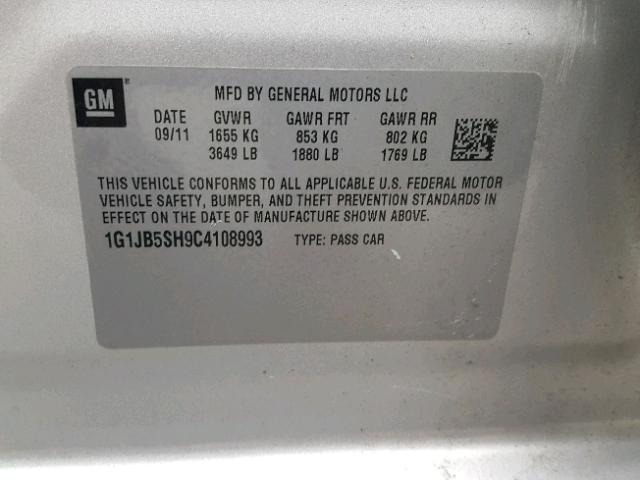 GM
MFD BY GENERAL MOTORS LLC
DATE GVWR GAWR FRT GAWR RR
09/11 1655 KG 853 KG 802 KG
3649 LB 1880 LB 1769 LB
THIS VEHICLE CONFORMS TO ALL APPLICABLE U.S. FEDERAL MOTOR
VEHICLE SAFETY, BUMPER, AND THEFT PREVENTION STANDARDS IN
EFFECT ON THE DATE OF MANUFACTURE SHOWN ABOVE.
1G1JB5SH9C4108993 TYPE: PASS CAR